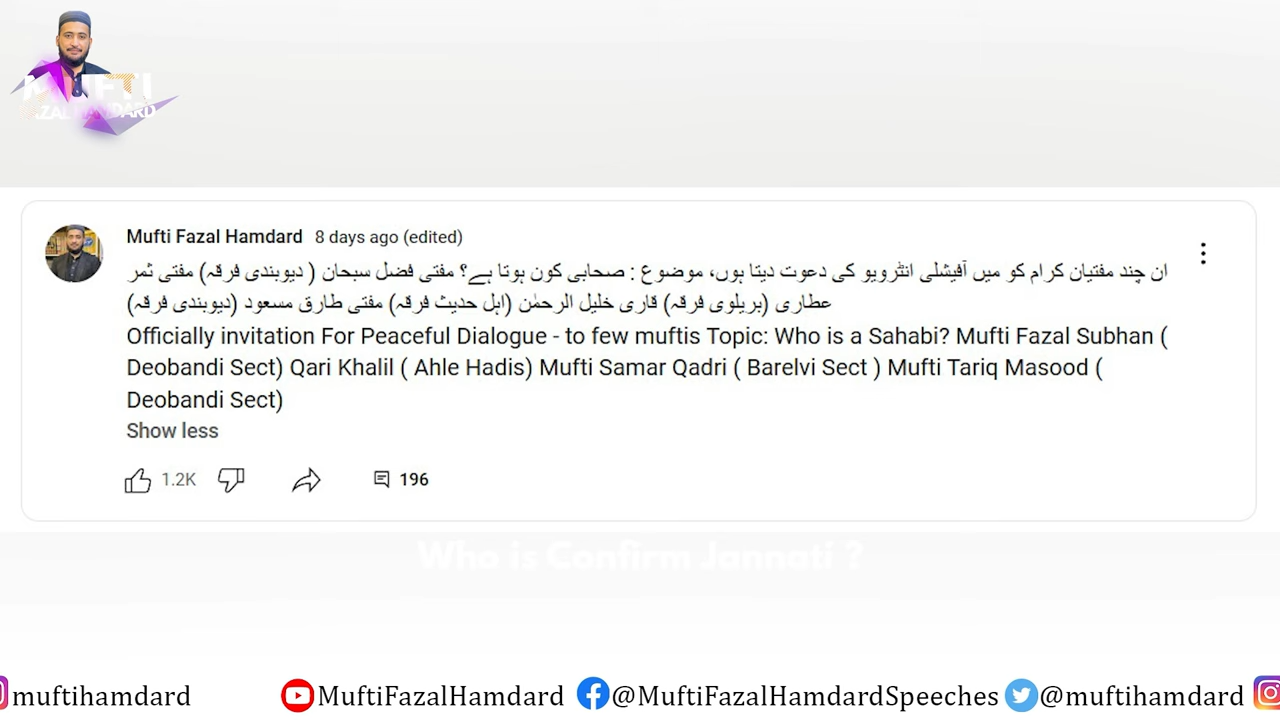 MUFTI
FAZAL HAMDARD
Mufti Fazal Hamdard 8 days ago (edited)
ان چند مفتیان کرام کو میں آفیشلی انٹرویو کی دعوت دیتا ہوں، موضوع : صحابی کون ہوتا ہے؟ مفتی فضل سبحان ( دیوبندی فرقہ) مفتی ثمر
عطاری (بریلوی فرقہ) قاری خلیل الرحمٰن (اہل حدیث فرقہ) مفتی طارق مسعود (دیوبندی فرقہ)
Officially invitation For Peaceful Dialogue - to few muftis Topic: Who is a Sahabi? Mufti Fazal Subhan (
Deobandi Sect) Qari Khalil ( Ahle Hadis) Mufti Samar Qadri ( Barelvi Sect ) Mufti Tariq Masood (
Deobandi Sect)
Show less
1.2K 196
Who is Confirm Jannati ?
muftihamdard MuftiFazalHamdard @MuftiFazalHamdardSpeeches @muftihamdard